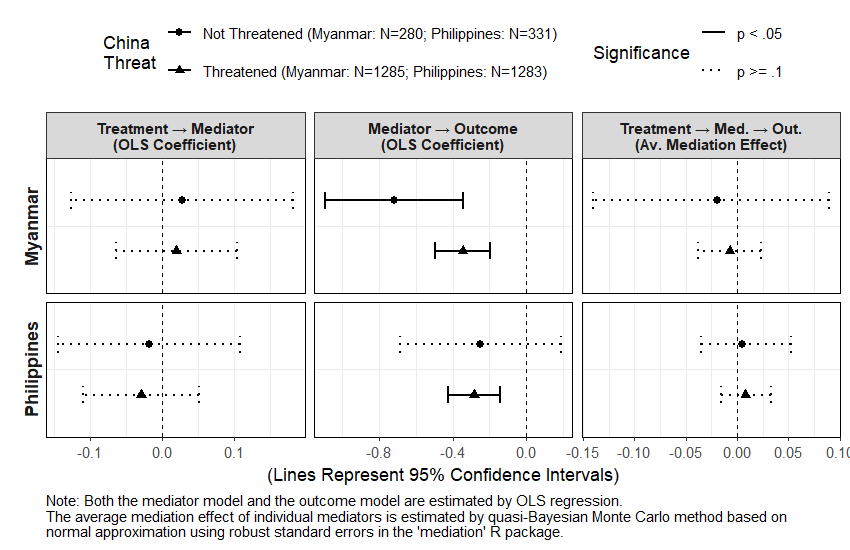 China
Threat
Not Threatened (Myanmar: N=280; Philippines: N=331)
Threatened (Myanmar: N=1285; Philippines: N=1283)
Significance
p < .05
p >= .1
Treatment → Mediator
(OLS Coefficient)
Mediator → Outcome
(OLS Coefficient)
Treatment → Med. → Out.
(Av. Mediation Effect)
Myanmar
Philippines
-0.1 0.0 0.1
-0.8 -0.4 0.0
-0.15 -0.10 -0.05 0.00 0.05 0.10
(Lines Represent 95% Confidence Intervals)
Note: Both the mediator model and the outcome model are estimated by OLS regression.
The average mediation effect of individual mediators is estimated by quasi-Bayesian Monte Carlo method based on
normal approximation using robust standard errors in the 'mediation' R package.